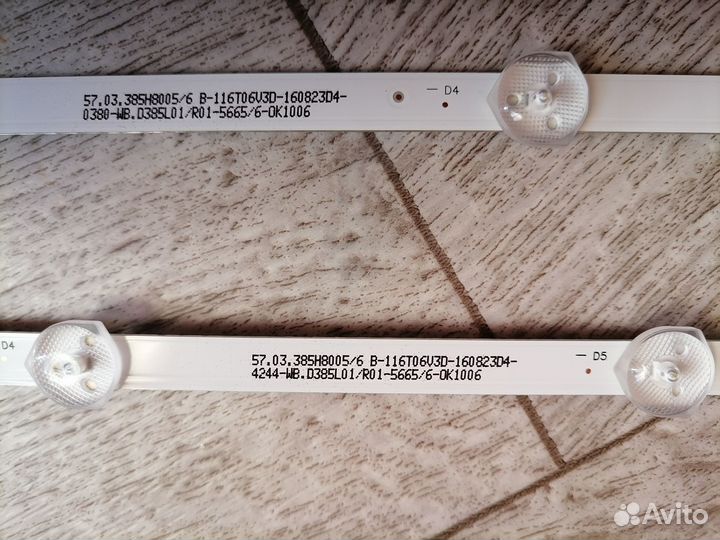 57.03.385H8005/6 B-116T06V3D-160823D4-
0380-WB.D385L01/R01-5665/6-OK1006
— D4
D4
57.03.385H8005/6 B-116T06V3D-160823D4-
4244-WB.D385L01/R01-5665/6-OK1006
— D5
Avito